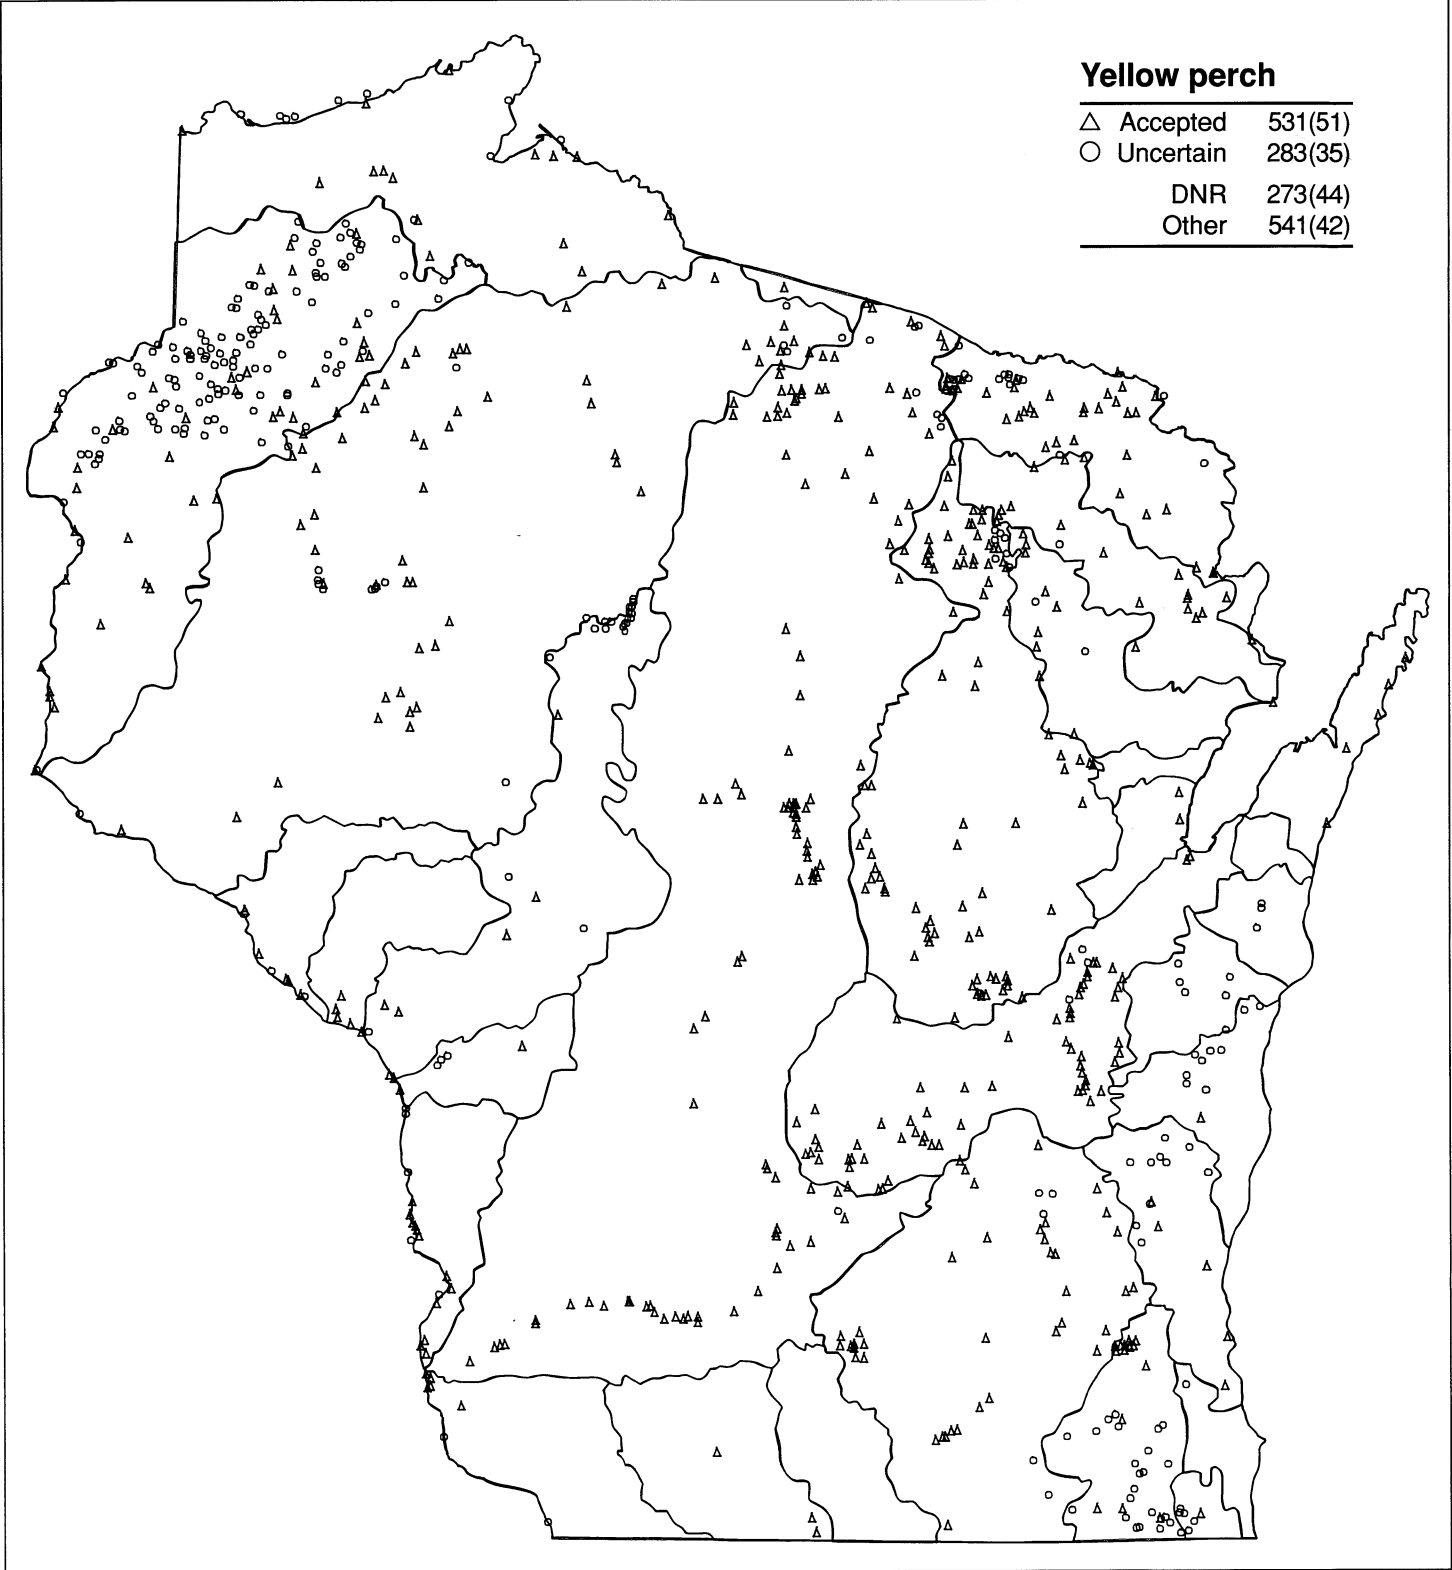 Yellow perch
△ Accepted 531(51)
○ Uncertain 283(35)
DNR 273(44)
Other 541(42)